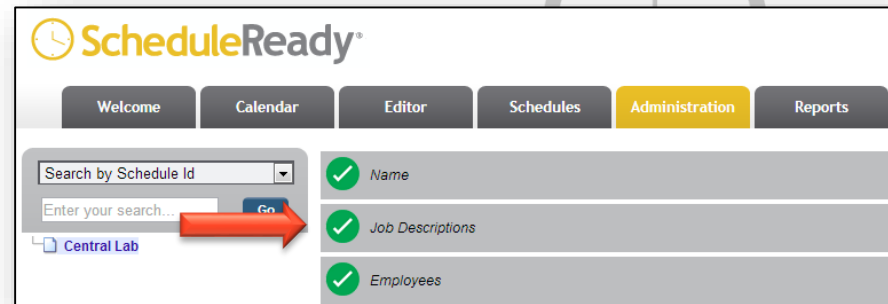 ScheduleReady®
Welcome Calendar Editor Schedules Administration Reports
Search by Schedule Id
Enter your search... Go
Central Lab
Name
Job Descriptions
Employees